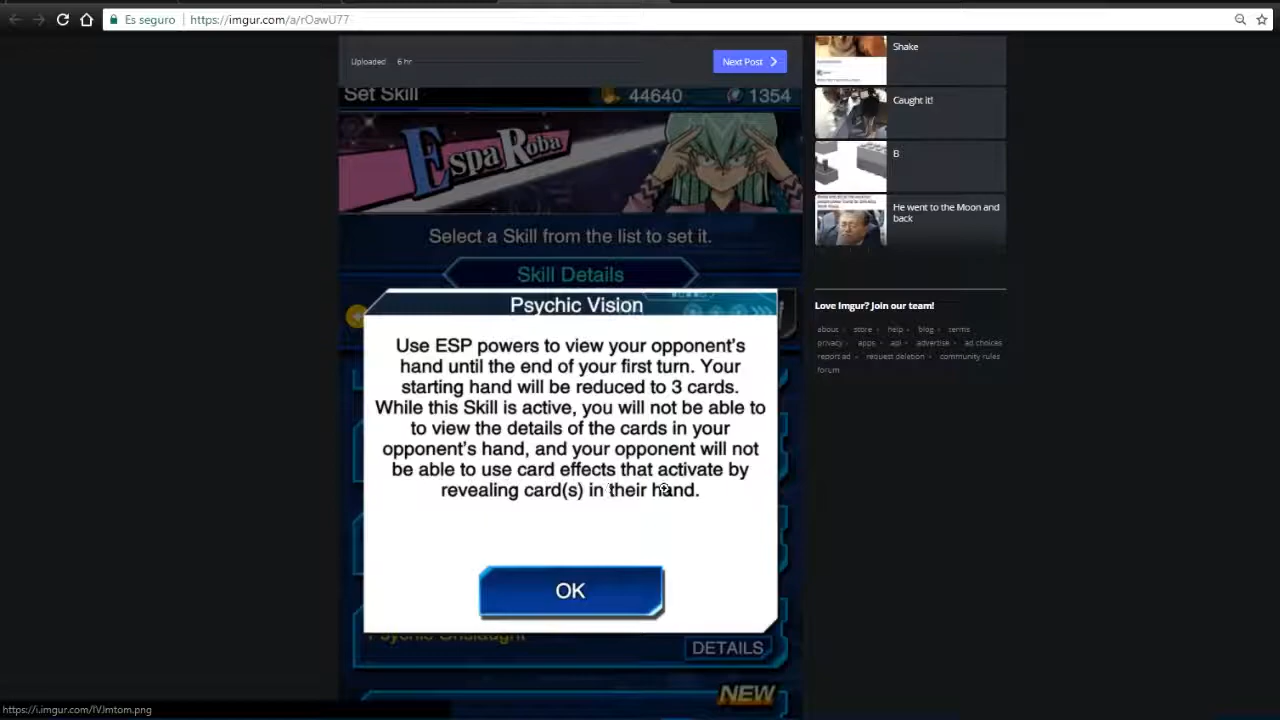 Es seguro
https://imgur.com/a/rOawU77
Uploaded 6 hr
Next Post
Set Skill 44640 1354
Espa Roba
Select a Skill from the list to set it.
Skill Details
Psychic Vision
Use ESP powers to view your opponent's
hand until the end of your first turn. Your
starting hand will be reduced to 3 cards.
While this Skill is active, you will not be able to
to view the details of the cards in your
opponent's hand, and your opponent will not
be able to use card effects that activate by
revealing card(s) in their hand.
OK
Psychic Onslaught
DETAILS
NEW
Shake
Caught it!
B
He went to the Moon and
back
Love Imgur? Join our team!
about store help blog terms
privacy apps api advertise ad choices
report ad request deletion community rules
forum
https://i.imgur.com/IVJmtom.png